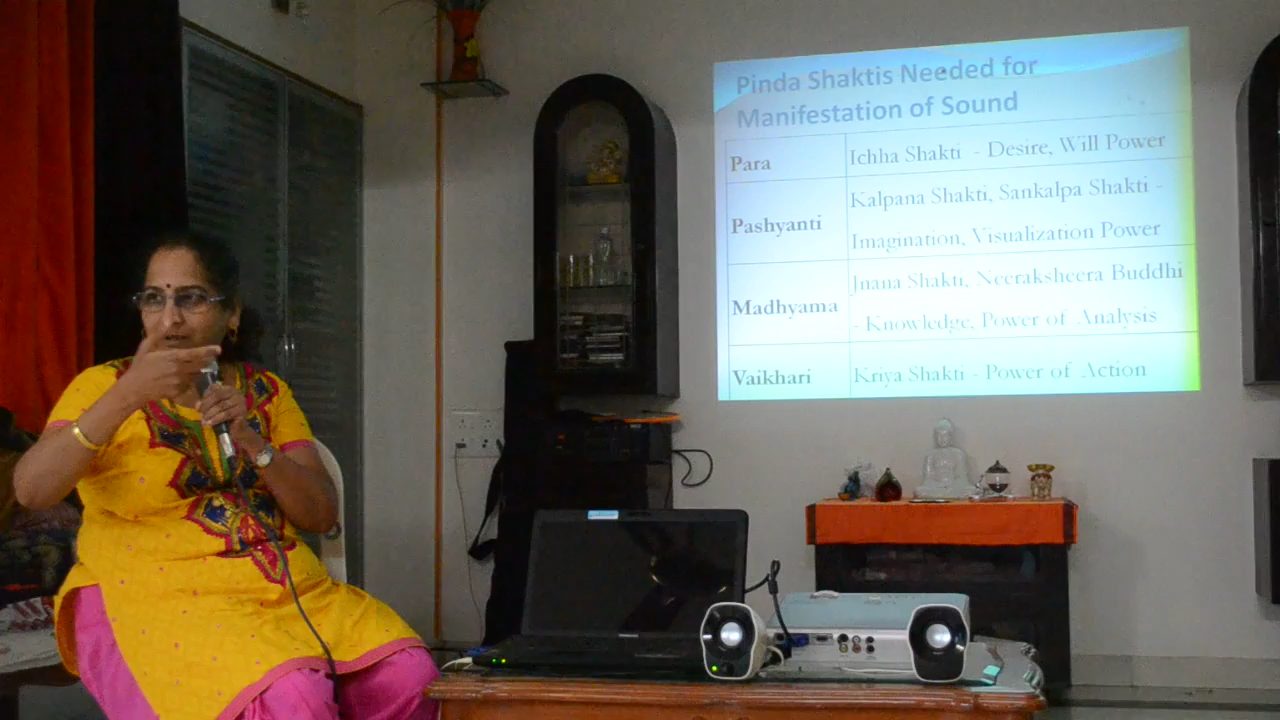 Pinda Shaktis Needed for
Manifestation of Sound
Para
Ichha Shakti - Desire, Will Power
Pashyanti
Kalpana Shakti, Sankalpa Shakti -
Imagination, Visualization Power
Madhyama
Jnana Shakti, Neeraksheera Buddhi
- Knowledge, Power of Analysis
Vaikhari
Kriya Shakti - Power of Action